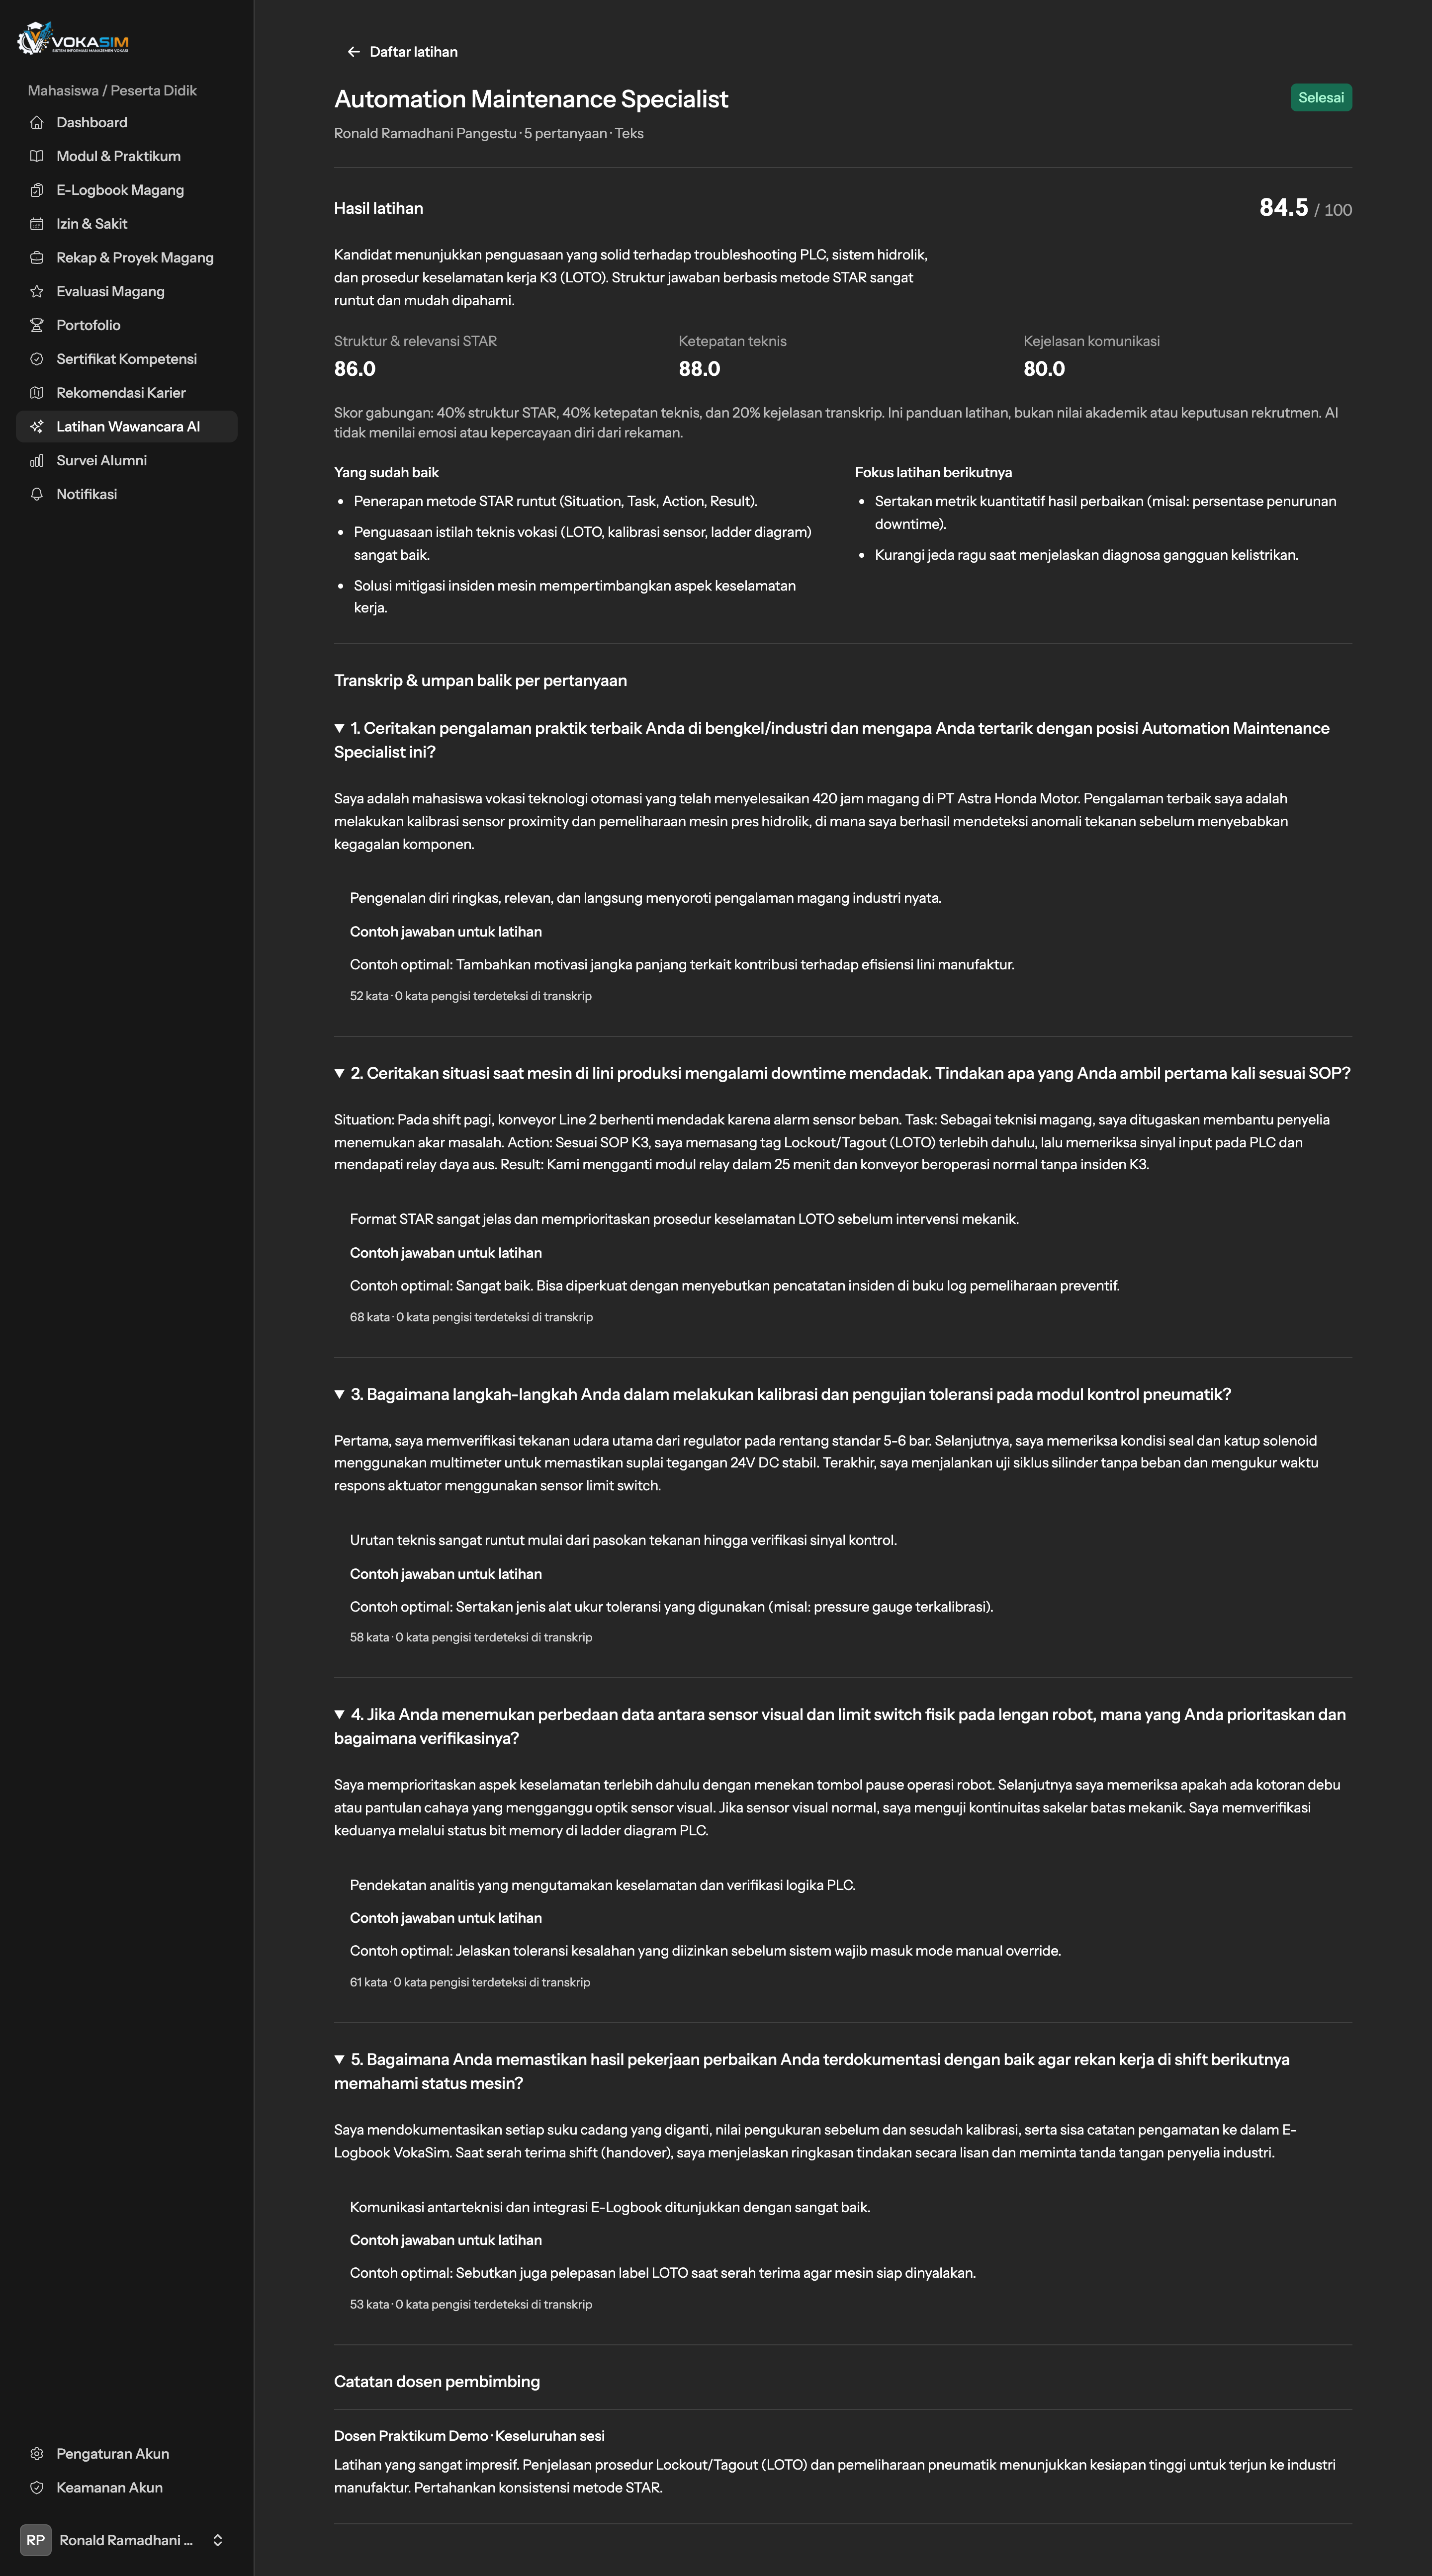 VOKASIM
SISTEM INFORMASI MANAJEMEN VOKASI
Mahasiswa / Peserta Didik
Dashboard
Modul & Praktikum
E-Logbook Magang
Izin & Sakit
Rekap & Proyek Magang
Evaluasi Magang
Portofolio
Sertifikat Kompetensi
Rekomendasi Karier
Latihan Wawancara AI
Survei Alumni
Notifikasi
Pengaturan Akun
Keamanan Akun
RP Ronald Ramadhani ...
← Daftar latihan
Automation Maintenance Specialist
Selesai
Ronald Ramadhani Pangestu · 5 pertanyaan · Teks
Hasil latihan
84.5 / 100
Kandidat menunjukkan penguasaan yang solid terhadap troubleshooting PLC, sistem hidrolik,
dan prosedur keselamatan kerja K3 (LOTO). Struktur jawaban berbasis metode STAR sangat
runtut dan mudah dipahami.
Struktur & relevansi STAR
86.0
Ketepatan teknis
88.0
Kejelasan komunikasi
80.0
Skor gabungan: 40% struktur STAR, 40% ketepatan teknis, dan 20% kejelasan transkrip. Ini panduan latihan, bukan nilai akademik atau keputusan rekrutmen. AI
tidak menilai emosi atau kepercayaan diri dari rekaman.
Yang sudah baik
• Penerapan metode STAR runtut (Situation, Task, Action, Result).
• Penguasaan istilah teknis vokasi (LOTO, kalibrasi sensor, ladder diagram)
sangat baik.
• Solusi mitigasi insiden mesin mempertimbangkan aspek keselamatan
kerja.
Fokus latihan berikutnya
• Sertakan metrik kuantitatif hasil perbaikan (misal: persentase penurunan
downtime).
• Kurangi jeda ragu saat menjelaskan diagnosa gangguan kelistrikan.
Transkrip & umpan balik per pertanyaan
▼ 1. Ceritakan pengalaman praktik terbaik Anda di bengkel/industri dan mengapa Anda tertarik dengan posisi Automation Maintenance
Specialist ini?
Saya adalah mahasiswa vokasi teknologi otomasi yang telah menyelesaikan 420 jam magang di PT Astra Honda Motor. Pengalaman terbaik saya adalah
melakukan kalibrasi sensor proximity dan pemeliharaan mesin pres hidrolik, di mana saya berhasil mendeteksi anomali tekanan sebelum menyebabkan
kegagalan komponen.
Pengenalan diri ringkas, relevan, dan langsung menyoroti pengalaman magang industri nyata.
Contoh jawaban untuk latihan
Contoh optimal: Tambahkan motivasi jangka panjang terkait kontribusi terhadap efisiensi lini manufaktur.
52 kata · 0 kata pengisi terdeteksi di transkrip
▼ 2. Ceritakan situasi saat mesin di lini produksi mengalami downtime mendadak. Tindakan apa yang Anda ambil pertama kali sesuai SOP?
Situation: Pada shift pagi, konveyor Line 2 berhenti mendadak karena alarm sensor beban. Task: Sebagai teknisi magang, saya ditugaskan membantu penyelia
menemukan akar masalah. Action: Sesuai SOP K3, saya memasang tag Lockout/Tagout (LOTO) terlebih dahulu, lalu memeriksa sinyal input pada PLC dan
mendapati relay daya aus. Result: Kami mengganti modul relay dalam 25 menit dan konveyor beroperasi normal tanpa insiden K3.
Format STAR sangat jelas dan memprioritaskan prosedur keselamatan LOTO sebelum intervensi mekanik.
Contoh jawaban untuk latihan
Contoh optimal: Sangat baik. Bisa diperkuat dengan menyebutkan pencatatan insiden di buku log pemeliharaan preventif.
68 kata · 0 kata pengisi terdeteksi di transkrip
▼ 3. Bagaimana langkah-langkah Anda dalam melakukan kalibrasi dan pengujian toleransi pada modul kontrol pneumatik?
Pertama, saya memverifikasi tekanan udara utama dari regulator pada rentang standar 5-6 bar. Selanjutnya, saya memeriksa kondisi seal dan katup solenoid
menggunakan multimeter untuk memastikan suplai tegangan 24V DC stabil. Terakhir, saya menjalankan uji siklus silinder tanpa beban dan mengukur waktu
respons aktuator menggunakan sensor limit switch.
Urutan teknis sangat runtut mulai dari pasokan tekanan hingga verifikasi sinyal kontrol.
Contoh jawaban untuk latihan
Contoh optimal: Sertakan jenis alat ukur toleransi yang digunakan (misal: pressure gauge terkalibrasi).
58 kata · 0 kata pengisi terdeteksi di transkrip
▼ 4. Jika Anda menemukan perbedaan data antara sensor visual dan limit switch fisik pada lengan robot, mana yang Anda prioritaskan dan
bagaimana verifikasinya?
Saya memprioritaskan aspek keselamatan terlebih dahulu dengan menekan tombol pause operasi robot. Selanjutnya saya memeriksa apakah ada kotoran debu
atau pantulan cahaya yang mengganggu optik sensor visual. Jika sensor visual normal, saya menguji kontinuitas sakelar batas mekanik. Saya memverifikasi
keduanya melalui status bit memory di ladder diagram PLC.
Pendekatan analitis yang mengutamakan keselamatan dan verifikasi logika PLC.
Contoh jawaban untuk latihan
Contoh optimal: Jelaskan toleransi kesalahan yang diizinkan sebelum sistem wajib masuk mode manual override.
61 kata · 0 kata pengisi terdeteksi di transkrip
▼ 5. Bagaimana Anda memastikan hasil pekerjaan perbaikan Anda terdokumentasi dengan baik agar rekan kerja di shift berikutnya
memahami status mesin?
Saya mendokumentasikan setiap suku cadang yang diganti, nilai pengukuran sebelum dan sesudah kalibrasi, serta sisa catatan pengamatan ke dalam E-
Logbook VokaSim. Saat serah terima shift (handover), saya menjelaskan ringkasan tindakan secara lisan dan meminta tanda tangan penyelia industri.
Komunikasi antarteknisi dan integrasi E-Logbook ditunjukkan dengan sangat baik.
Contoh jawaban untuk latihan
Contoh optimal: Sebutkan juga pelepasan label LOTO saat serah terima agar mesin siap dinyalakan.
53 kata · 0 kata pengisi terdeteksi di transkrip
Catatan dosen pembimbing
Dosen Praktikum Demo · Keseluruhan sesi
Latihan yang sangat impresif. Penjelasan prosedur Lockout/Tagout (LOTO) dan pemeliharaan pneumatik menunjukkan kesiapan tinggi untuk terjun ke industri
manufaktur. Pertahankan konsistensi metode STAR.